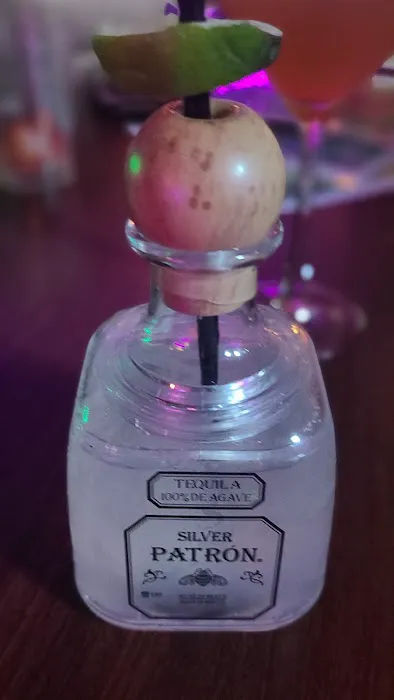 TEQUILA
100% DE AGAVE
SILVER
PATRÓN.